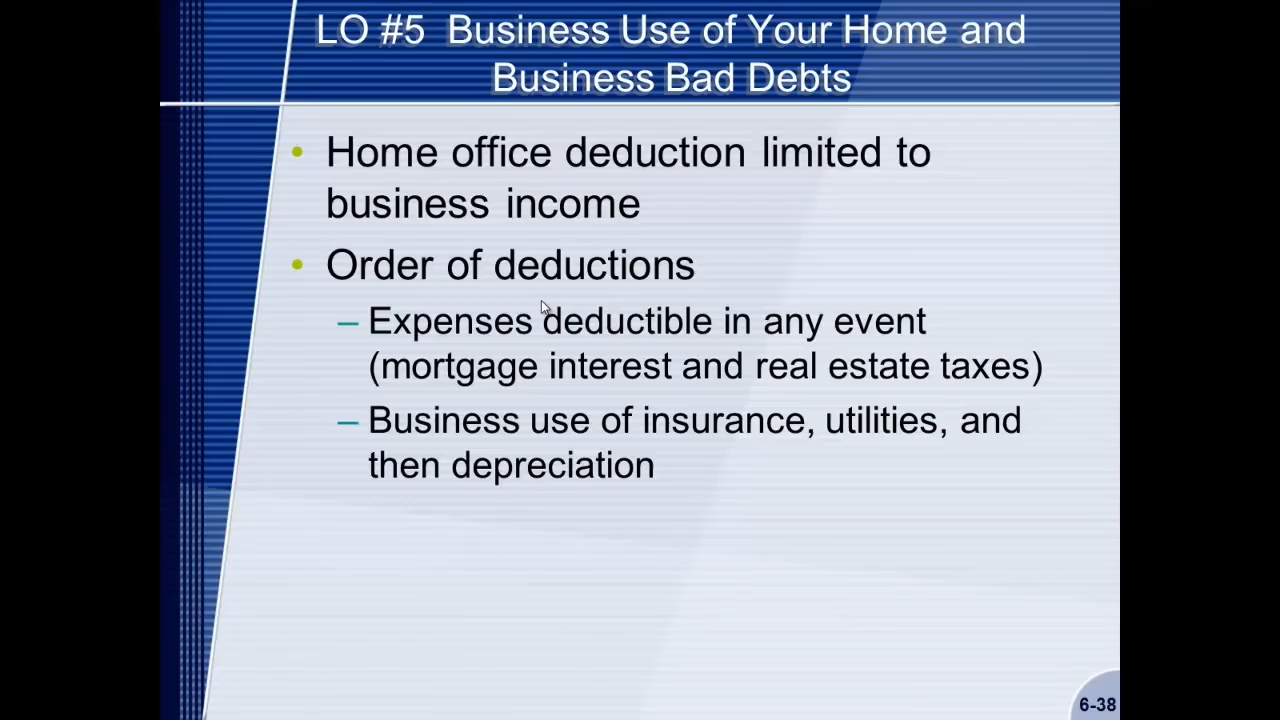 LO #5 Business Use of Your Home and
Business Bad Debts
• Home office deduction limited to
business income
• Order of deductions
– Expenses deductible in any event
(mortgage interest and real estate taxes)
– Business use of insurance, utilities, and
then depreciation
6-38